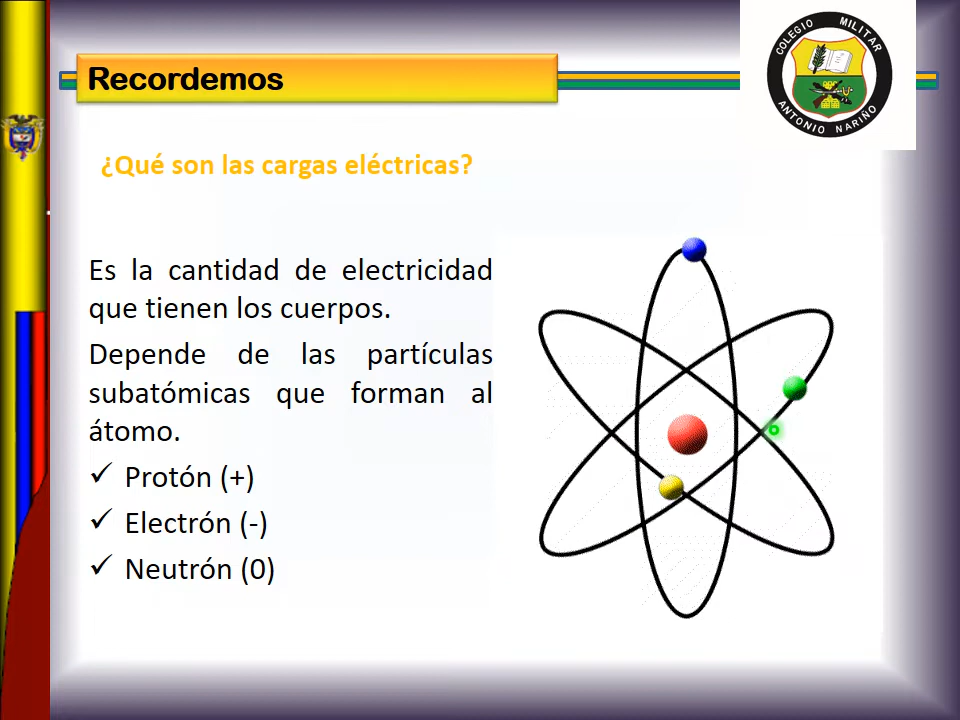 COLEGIO MILITAR
ANTONIO NARIÑO
Recordemos
¿Qué son las cargas eléctricas?
Es la cantidad de electricidad
que tienen los cuerpos.
Depende de las partículas
subatómicas que forman al
átomo.
Protón (+)
Electrón (-)
Neutrón (0)